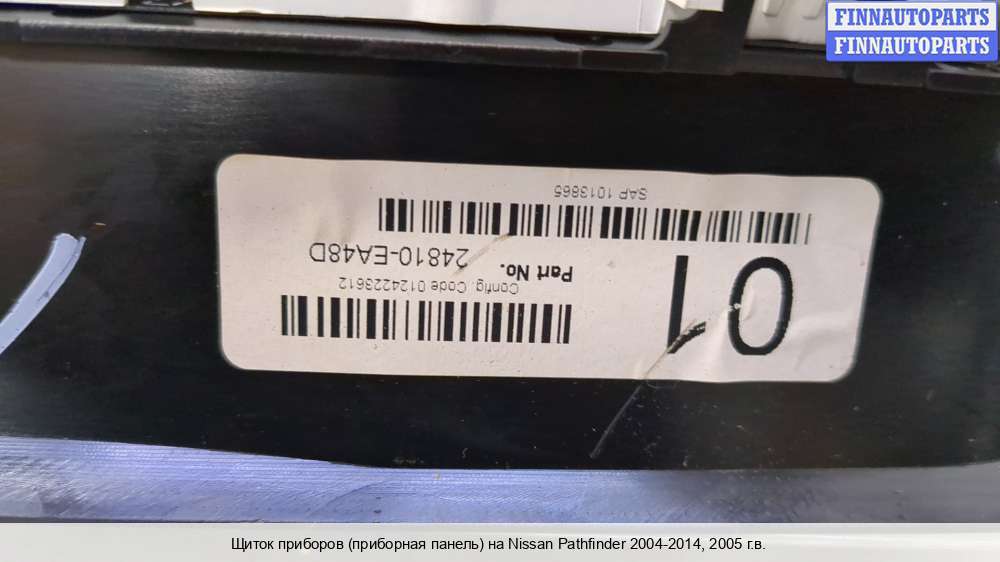 FINNAUTOPARTS
FINNAUTOPARTS
01
Config. Code 0124223612
Part No. 24810-EA48D
SAP 1013865
Щиток приборов (приборная панель) на Nissan Pathfinder 2004-2014, 2005 г.в.